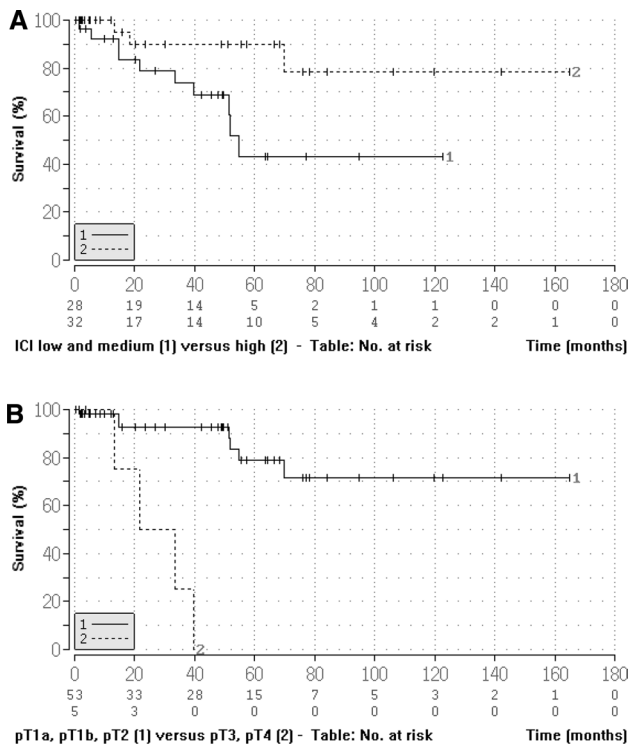 A
100
80
60
40
20
0
Survival (%)
1
2
2
1
0 20 40 60 80 100 120 140 160 180
28 19 14 5 2 1 1 0 0 0
32 17 14 10 5 4 2 2 1 0
ICI low and medium (1) versus high (2) - Table: No. at risk Time (months)
B
100
80
60
40
20
0
Survival (%)
1
2
1
2
0 20 40 60 80 100 120 140 160 180
53 33 28 15 7 5 3 2 1 0
5 3 0 0 0 0 0 0 0 0
pT1a, pT1b, pT2 (1) versus pT3, pT4 (2) - Table: No. at risk Time (months)